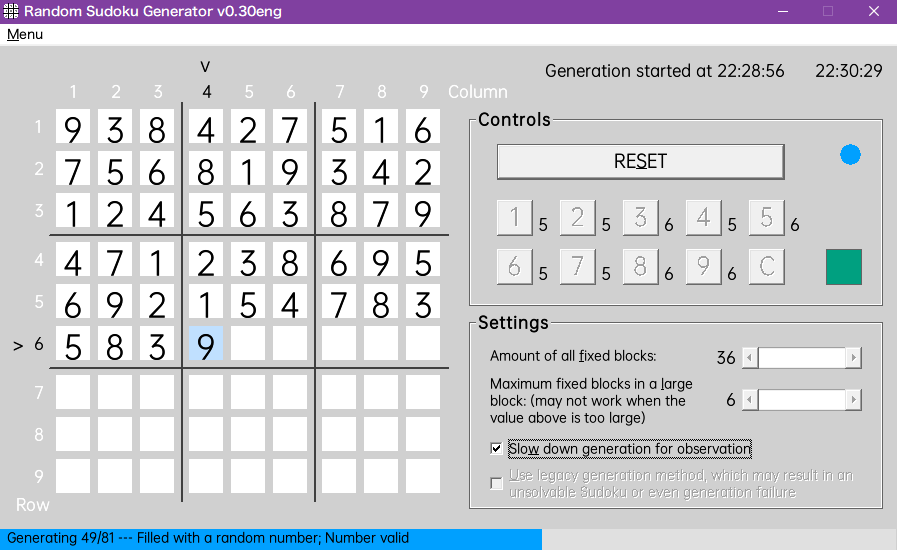 Random Sudoku Generator v0.30eng
Menu
V
Generation started at 22:28:56 22:30:29
1 2 3 4 5 6 7 8 9 Column
1 9 3 8 4 2 7 5 1 6
2 7 5 6 8 1 9 3 4 2
3 1 2 4 5 6 3 8 7 9
4 4 7 1 2 3 8 6 9 5
5 6 9 2 1 5 4 7 8 3
> 6 5 8 3 9
7
8
9
Row
Controls
RESET
1 5 2 5 3 6 4 5 5 6
6 5 7 5 8 6 9 6 C
Settings
Amount of all fixed blocks: 36
Maximum fixed blocks in a large
block: (may not work when the 6
value above is too large)
Slow down generation for observation
Use legacy generation method, which may result in an
unsolvable Sudoku or even generation failure
Generating 49/81 --- Filled with a random number; Number valid